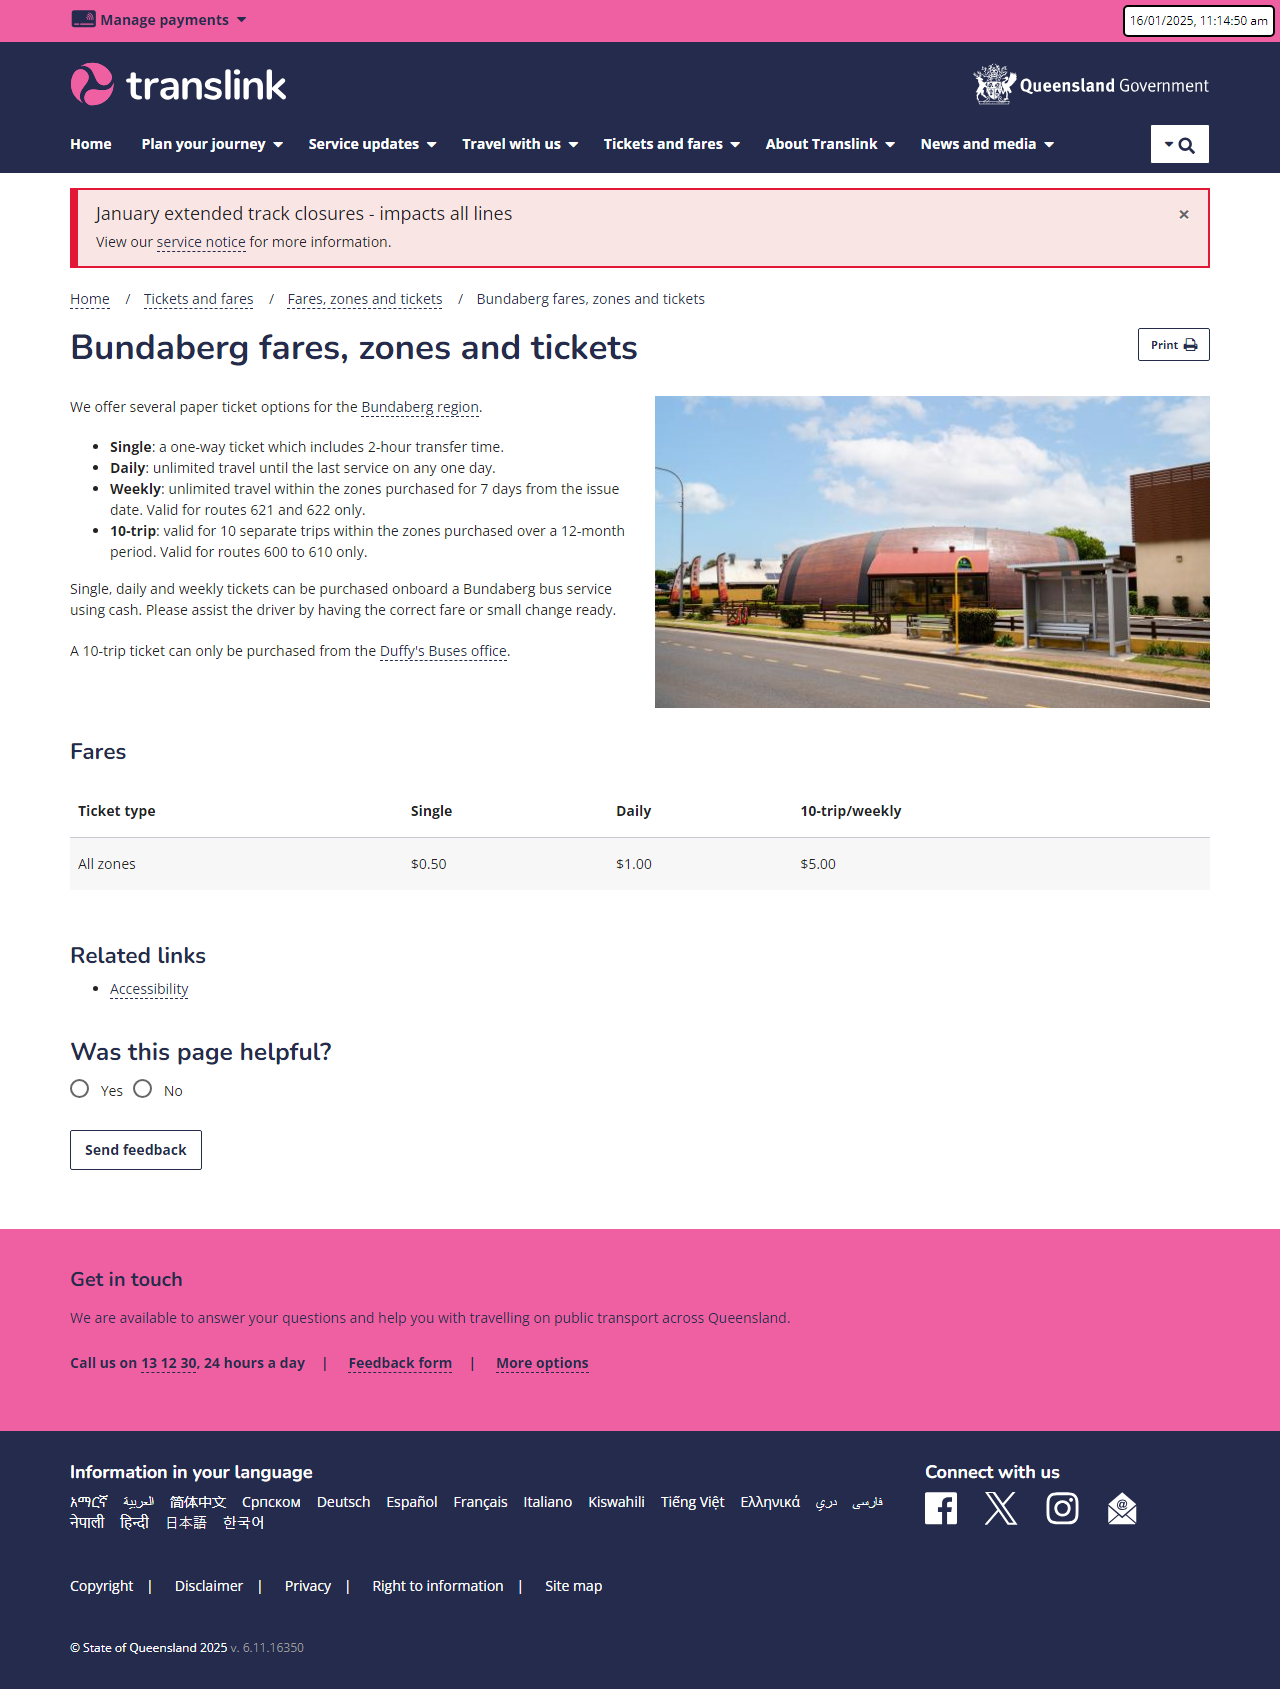 Manage payments
16/01/2025, 11:14:50 am
translink
Queensland Government
Home Plan your journey Service updates Travel with us Tickets and fares About Translink News and media
January extended track closures - impacts all lines
×
View our service notice for more information.
Home / Tickets and fares / Fares, zones and tickets / Bundaberg fares, zones and tickets
Bundaberg fares, zones and tickets
Print
We offer several paper ticket options for the Bundaberg region.
• Single: a one-way ticket which includes 2-hour transfer time.
• Daily: unlimited travel until the last service on any one day.
• Weekly: unlimited travel within the zones purchased for 7 days from the issue
date. Valid for routes 621 and 622 only.
• 10-trip: valid for 10 separate trips within the zones purchased over a 12-month
period. Valid for routes 600 to 610 only.
Single, daily and weekly tickets can be purchased onboard a Bundaberg bus service
using cash. Please assist the driver by having the correct fare or small change ready.
A 10-trip ticket can only be purchased from the Duffy's Buses office.
Fares
Ticket type Single Daily 10-trip/weekly
All zones $0.50 $1.00 $5.00
Related links
• Accessibility
Was this page helpful?
Yes No
Send feedback
Get in touch
We are available to answer your questions and help you with travelling on public transport across Queensland.
Call us on 13 12 30, 24 hours a day | Feedback form | More options
Information in your language
አማርኛ العربية 简体中文 Српском Deutsch Español Français Italiano Kiswahili Tiếng Việt Ελληνικά دري فارسی
नेपाली हिन्दी 日本語 한국어
Connect with us
Copyright | Disclaimer | Privacy | Right to information | Site map
© State of Queensland 2025 v. 6.11.16350